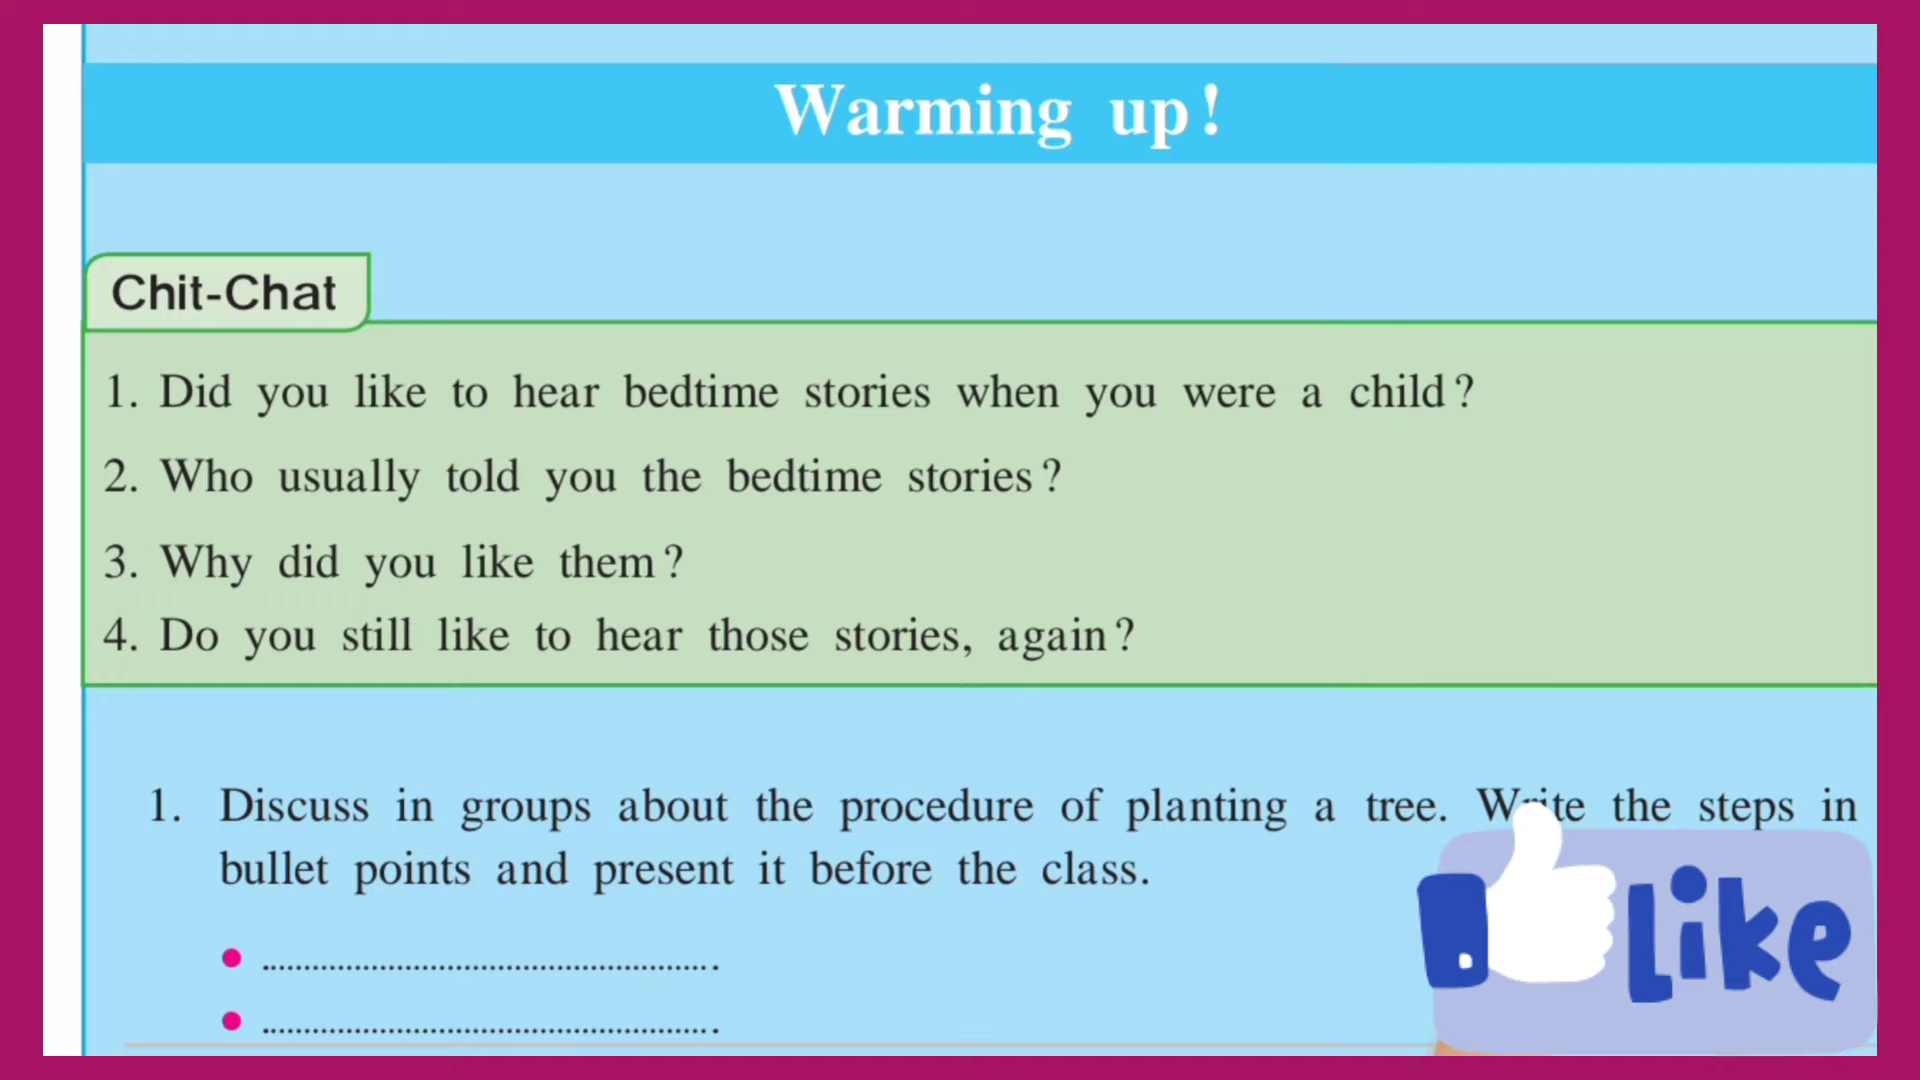 Warming up!
Chit-Chat
1. Did you like to hear bedtime stories when you were a child?
2. Who usually told you the bedtime stories?
3. Why did you like them?
4. Do you still like to hear those stories, again?
1. Discuss in groups about the procedure of planting a tree. Write the steps in
bullet points and present it before the class.
• ......................................................
• ......................................................
Like